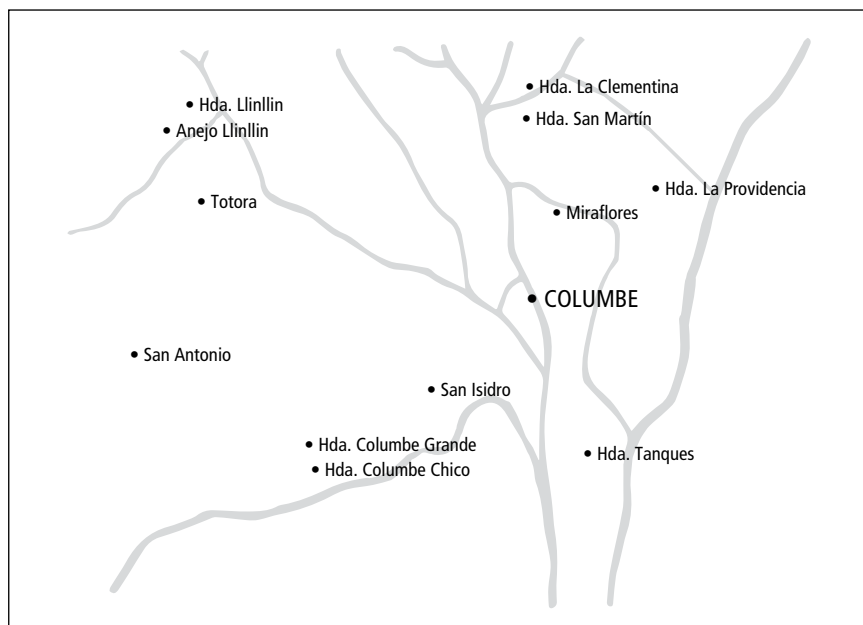 Hda. La Clementina
Hda. Llinllin
Hda. San Martín
Anejo Llinllin
Hda. La Providencia
Totora
Miraflores
COLUMBE
San Antonio
San Isidro
Hda. Columbe Grande
Hda. Tanques
Hda. Columbe Chico